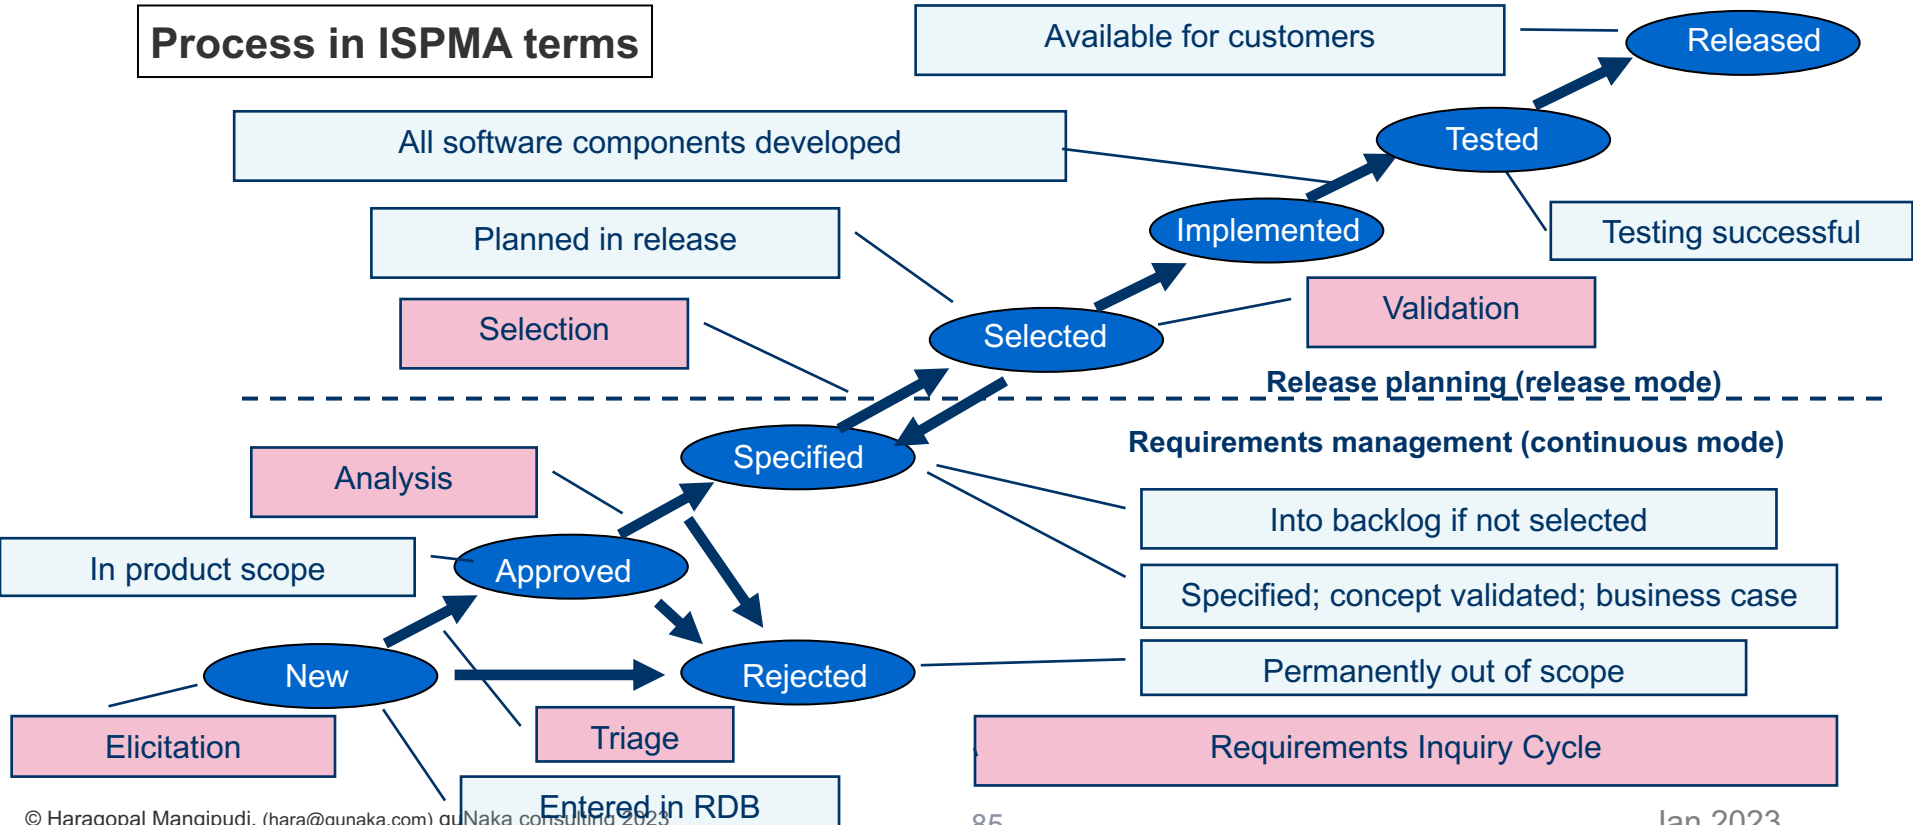 Process in ISPMA terms
Available for customers
Released
All software components developed
Tested
Planned in release
Implemented
Testing successful
Selection
Selected
Validation
Release planning (release mode)
Requirements management (continuous mode)
Analysis
Specified
Into backlog if not selected
In product scope
Approved
Specified; concept validated; business case
New
Rejected
Permanently out of scope
Elicitation
Triage
Requirements Inquiry Cycle
Entered in RDB
© Haragopal Mangipudi, (hara@gunaka.com) guNaka consulting 2023
85
Jan 2023